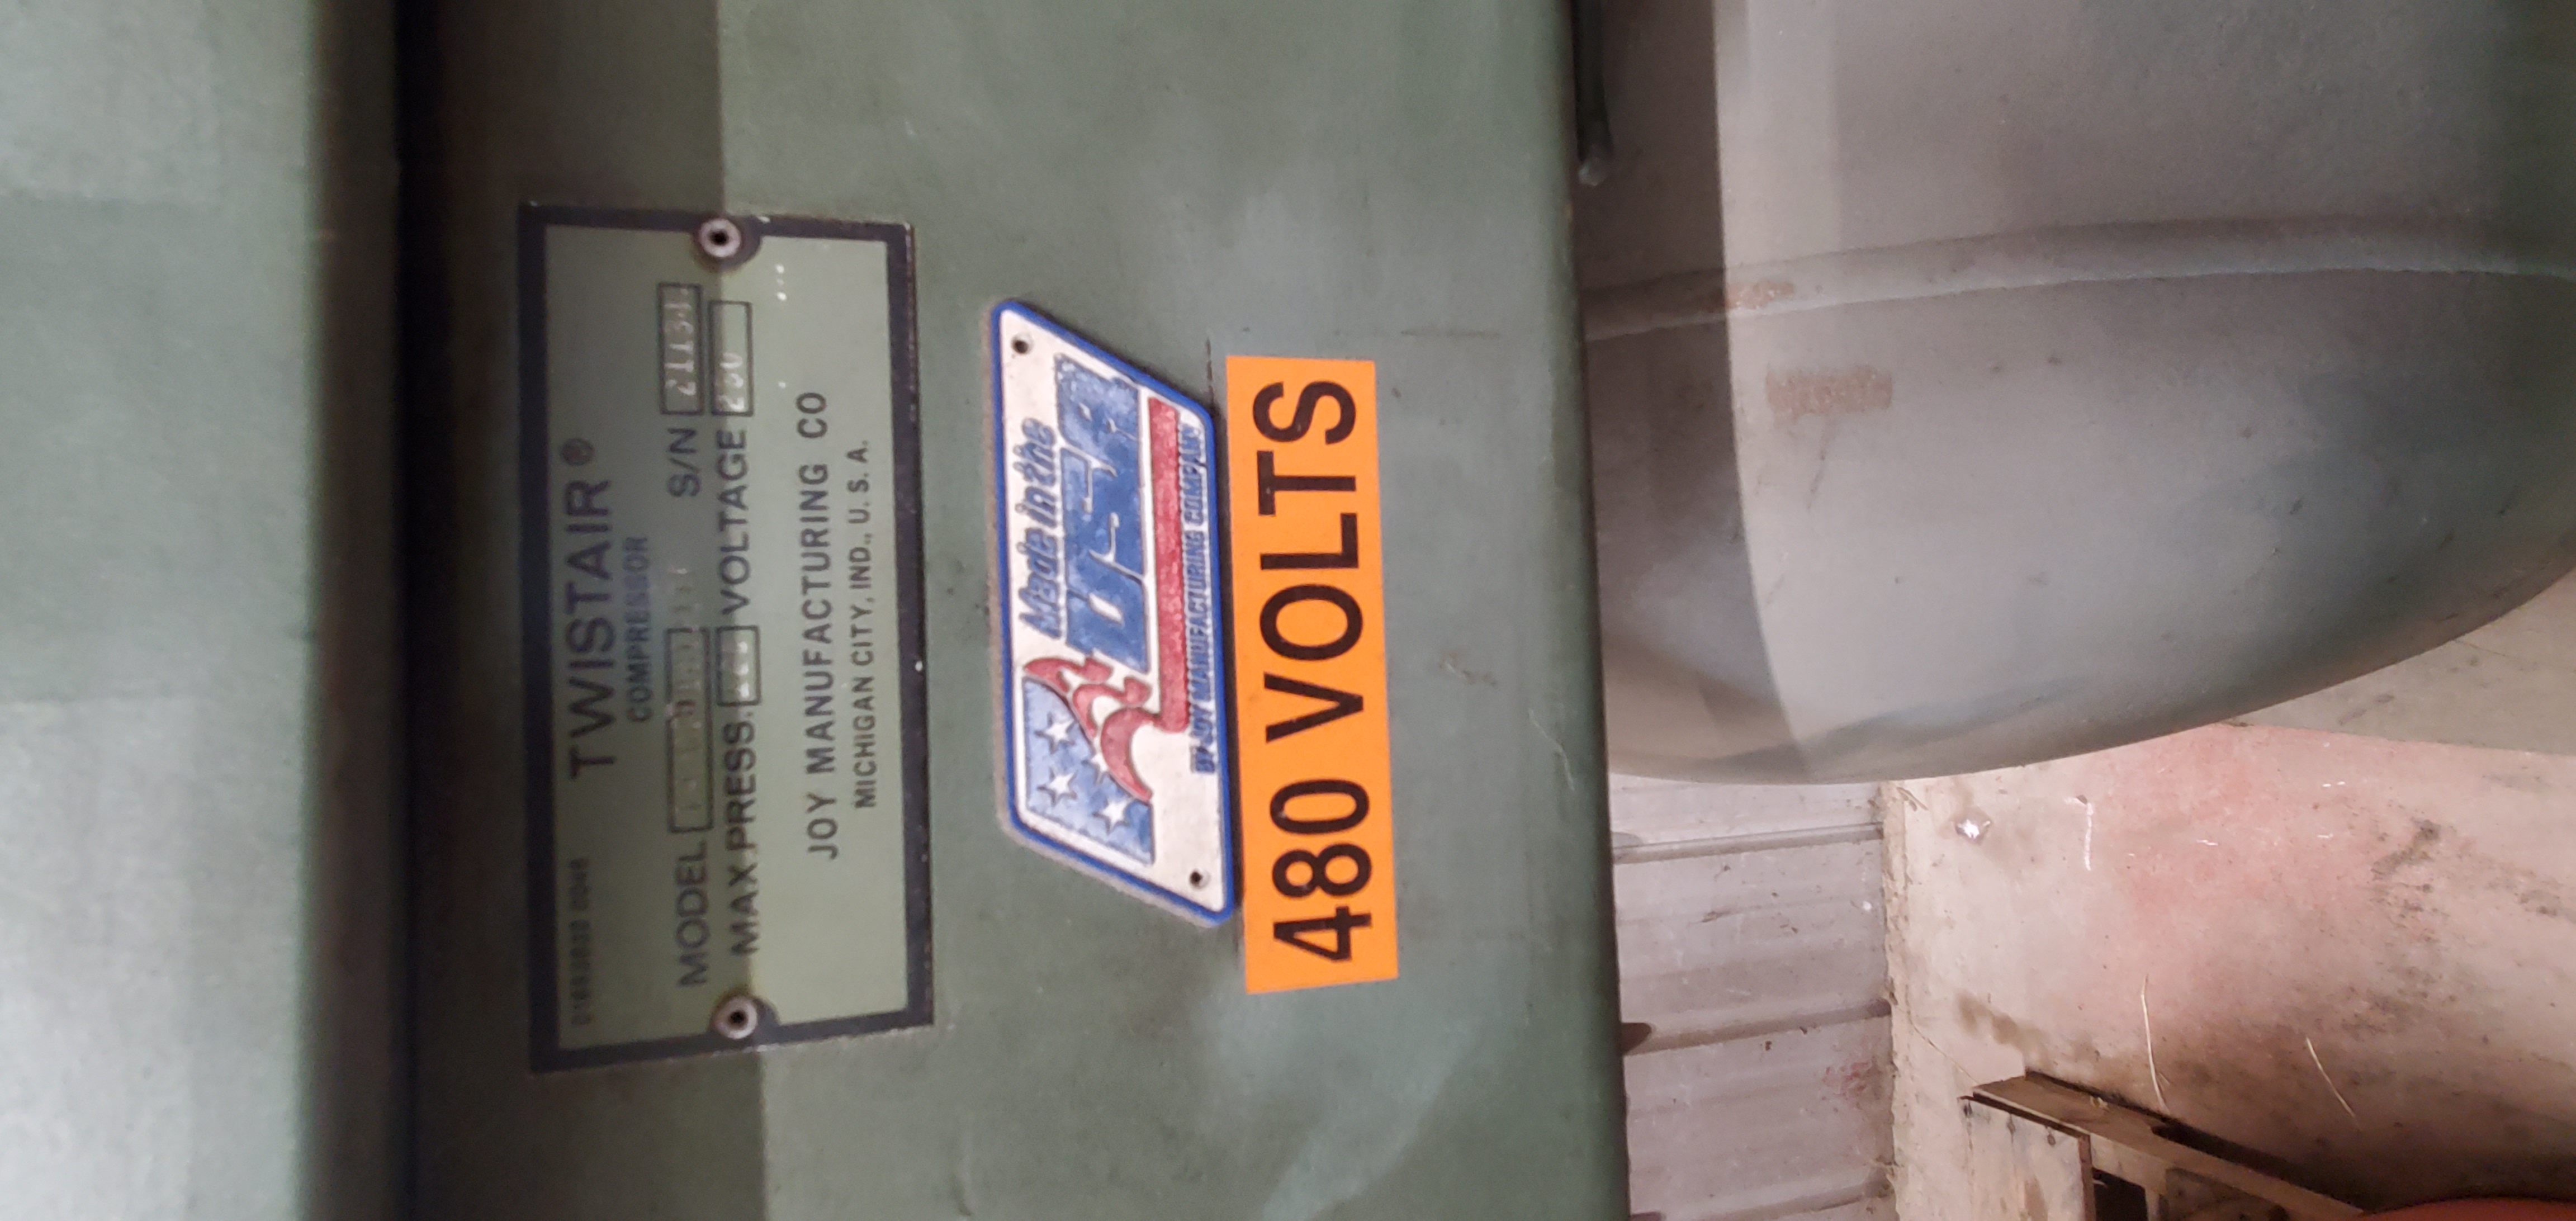 TWISTAIR®
COMPRESSOR
MODEL S/N
MAX PRESS. VOLTAGE
JOY MANUFACTURING CO
MICHIGAN CITY, IND., U. S. A.
Made in the
USA
BY JOY MANUFACTURING COMPANY
480 VOLTS